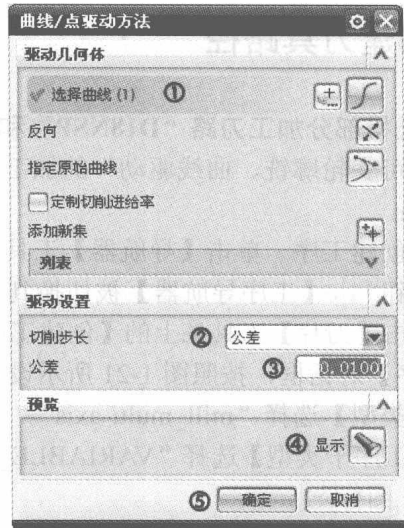 曲线/点驱动方法
驱动几何体
选择曲线 (1) ①
反向
指定原始曲线
定制切削进给率
添加新集
列表
驱动设置
切削步长 ② 公差
公差 ③ 0.0100
预览
④ 显示
⑤ 确定 取消